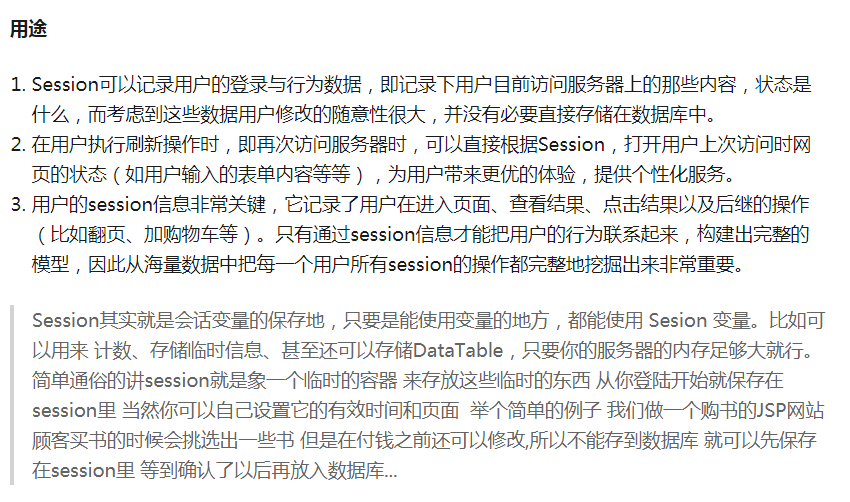 用途
1. Session可以记录用户的登录与行为数据，即记录下用户目前访问服务器上的那些内容，状态是
什么，而考虑到这些数据用户修改的随意性很大，并没有必要直接存储在数据库中。
2. 在用户执行刷新操作时，即再次访问服务器时，可以直接根据Session，打开用户上次访问时网
页的状态（如用户输入的表单内容等等），为用户带来更优的体验，提供个性化服务。
3. 用户的session信息非常关键，它记录了用户在进入页面、查看结果、点击结果以及后继的操作
（比如翻页、加购物车等）。只有通过session信息才能把用户的行为联系起来，构建出完整的
模型，因此从海量数据中把每一个用户所有session的操作都完整地挖掘出来非常重要。
Session其实就是会话变量的保存地，只要是能使用变量的地方，都能使用 Sesion 变量。比如可
以用来 计数、存储临时信息、甚至还可以存储DataTable，只要你的服务器的内存足够大就行。
简单通俗的讲session就是象一个临时的容器 来存放这些临时的东西 从你登陆开始就保存在
session里 当然你可以自己设置它的有效时间和页面  举个简单的例子 我们做一个购书的JSP网站
顾客买书的时候会挑选出一些书 但是在付钱之前还可以修改,所以不能存到数据库 就可以先保存
在session里 等到确认了以后再放入数据库...